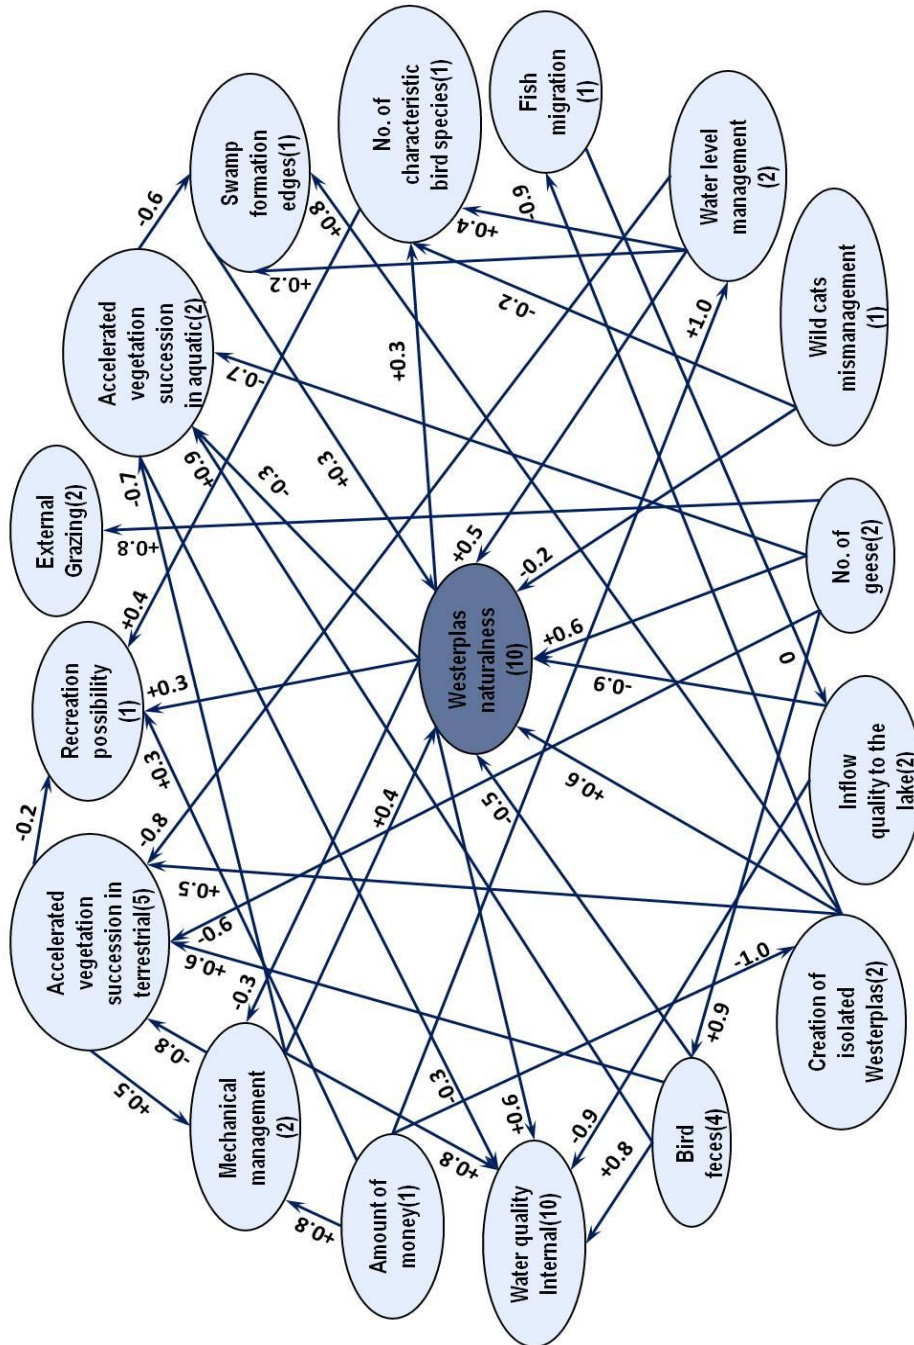 Accelerated
vegetation
succession in
terrestrial(5)
Recreation
possibility
(1)
External
Grazing(2)
Accelerated
vegetation
succession
in aquatic(2)
Swamp
formation
edges(1)
No. of
characteristic
bird species(1)
Fish
migration
(1)
Water level
management
(2)
Wild cats
mismanagement
(1)
No. of
geese(2)
Inflow
quality to the
lake(2)
Creation of
isolated
Westerplas(2)
Bird
feces(4)
Water quality
Internal(10)
Amount of
money(1)
Mechanical
management
(2)
Westerplas
naturalness
(10)
-0.2
+0.5
-0.8
-0.8
+0.5
-0.6
+0.6
+0.3
+0.3
+0.4
+0.8
-0.7
+0.9
-0.3
-0.7
-0.6
+0.8
+0.2
+0.3
+0.3
+0.4
-0.9
-0.2
+1.0
+0.5
-0.2
+0.6
-0.9
0
+0.6
-0.5
+0.4
-0.3
-1.0
+0.9
-0.3
+0.6
-0.9
+0.8
+0.8
+0.8